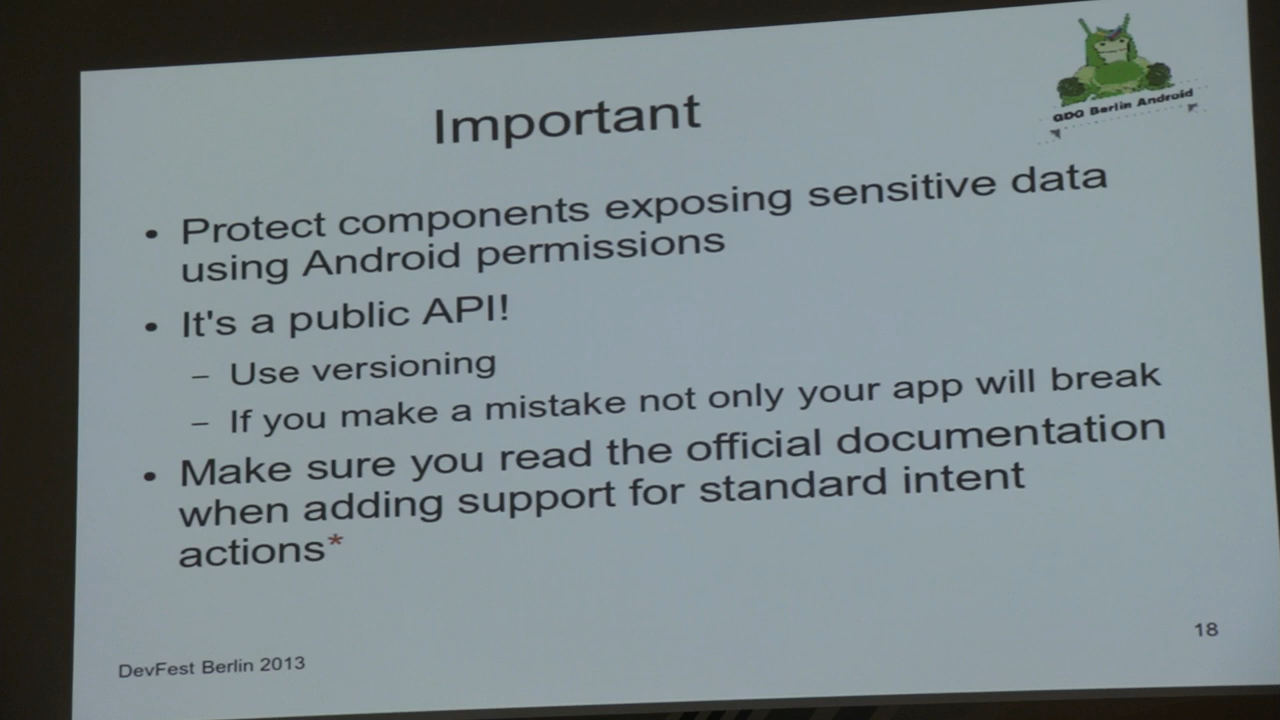 Important
GDG Berlin Android
• Protect components exposing sensitive data
using Android permissions
• It's a public API!
– Use versioning
– If you make a mistake not only your app will break
• Make sure you read the official documentation
when adding support for standard intent
actions*
DevFest Berlin 2013
18